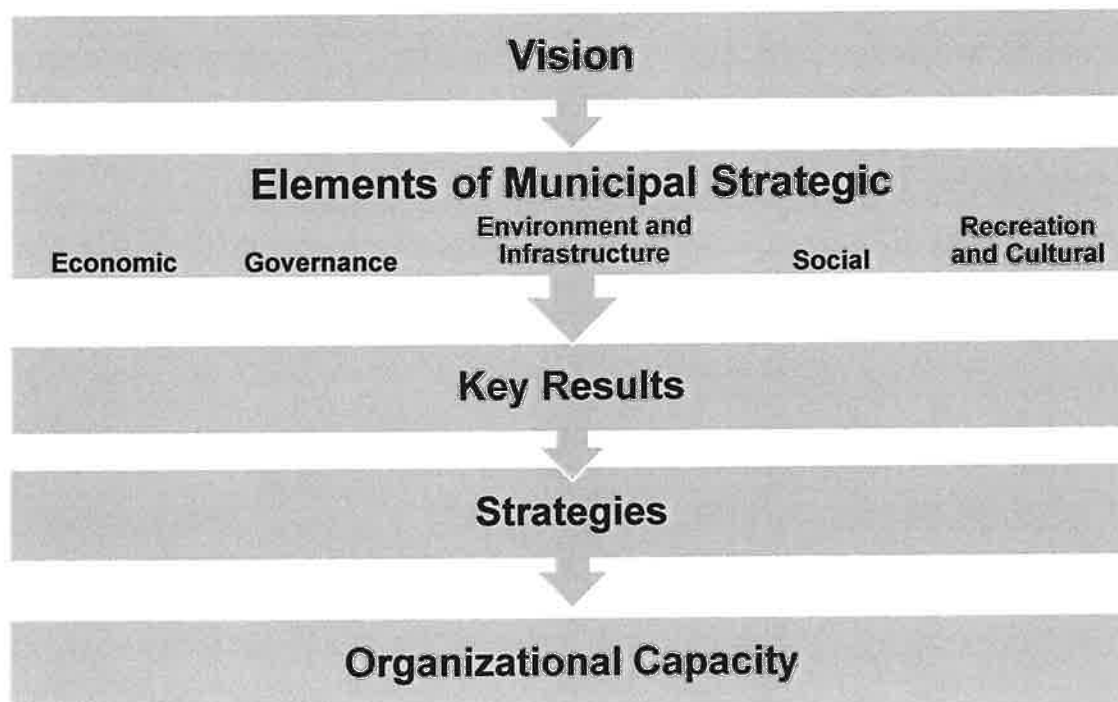 Vision
Elements of Municipal Strategic
Economic
Governance
Environment and
Infrastructure
Social
Recreation
and Cultural
Key Results
Strategies
Organizational Capacity